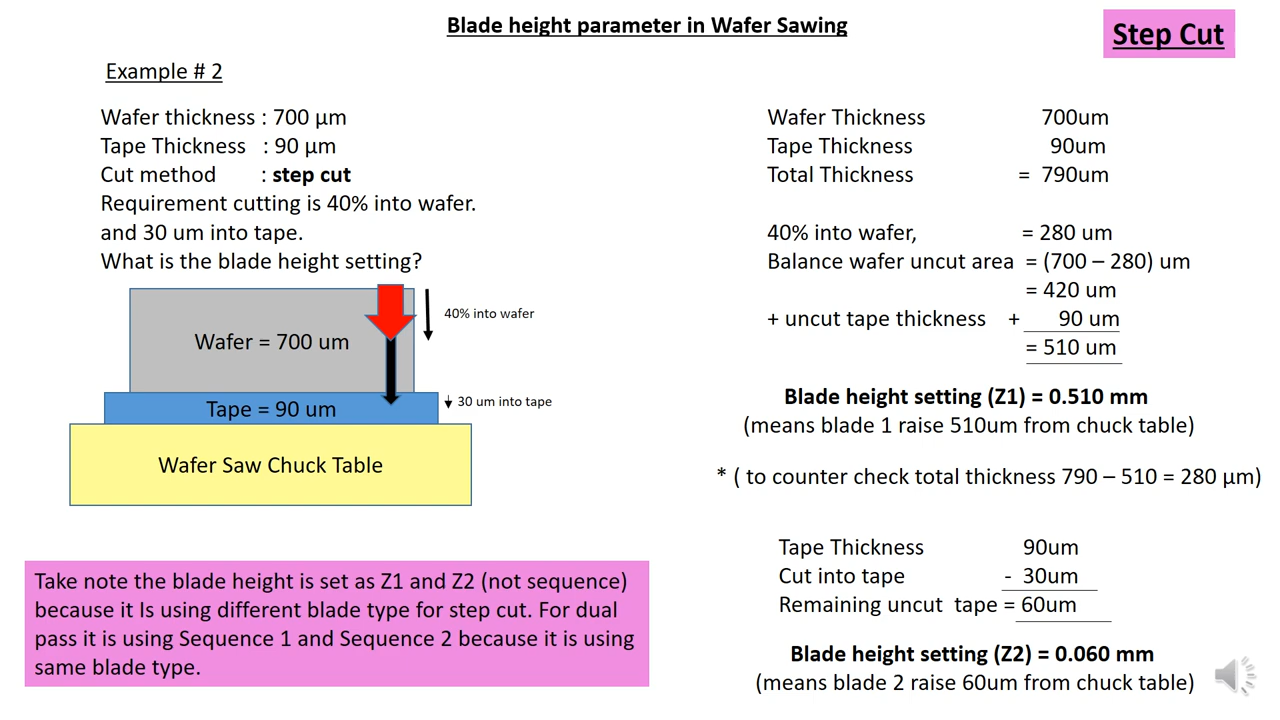 Blade height parameter in Wafer Sawing
Step Cut
Example # 2
Wafer thickness : 700 µm
Tape Thickness : 90 µm
Cut method : step cut
Requirement cutting is 40% into wafer.
and 30 um into tape.
What is the blade height setting?
40% into wafer
Wafer = 700 um
30 um into tape
Tape = 90 um
Wafer Saw Chuck Table
Take note the blade height is set as Z1 and Z2 (not sequence)
because it Is using different blade type for step cut. For dual
pass it is using Sequence 1 and Sequence 2 because it is using
same blade type.
Wafer Thickness 700um
Tape Thickness 90um
Total Thickness = 790um
40% into wafer, = 280 um
Balance wafer uncut area = (700 – 280) um
= 420 um
+ uncut tape thickness + 90 um
= 510 um
Blade height setting (Z1) = 0.510 mm
(means blade 1 raise 510um from chuck table)
* ( to counter check total thickness 790 – 510 = 280 µm)
Tape Thickness 90um
Cut into tape - 30um
Remaining uncut tape = 60um
Blade height setting (Z2) = 0.060 mm
(means blade 2 raise 60um from chuck table)